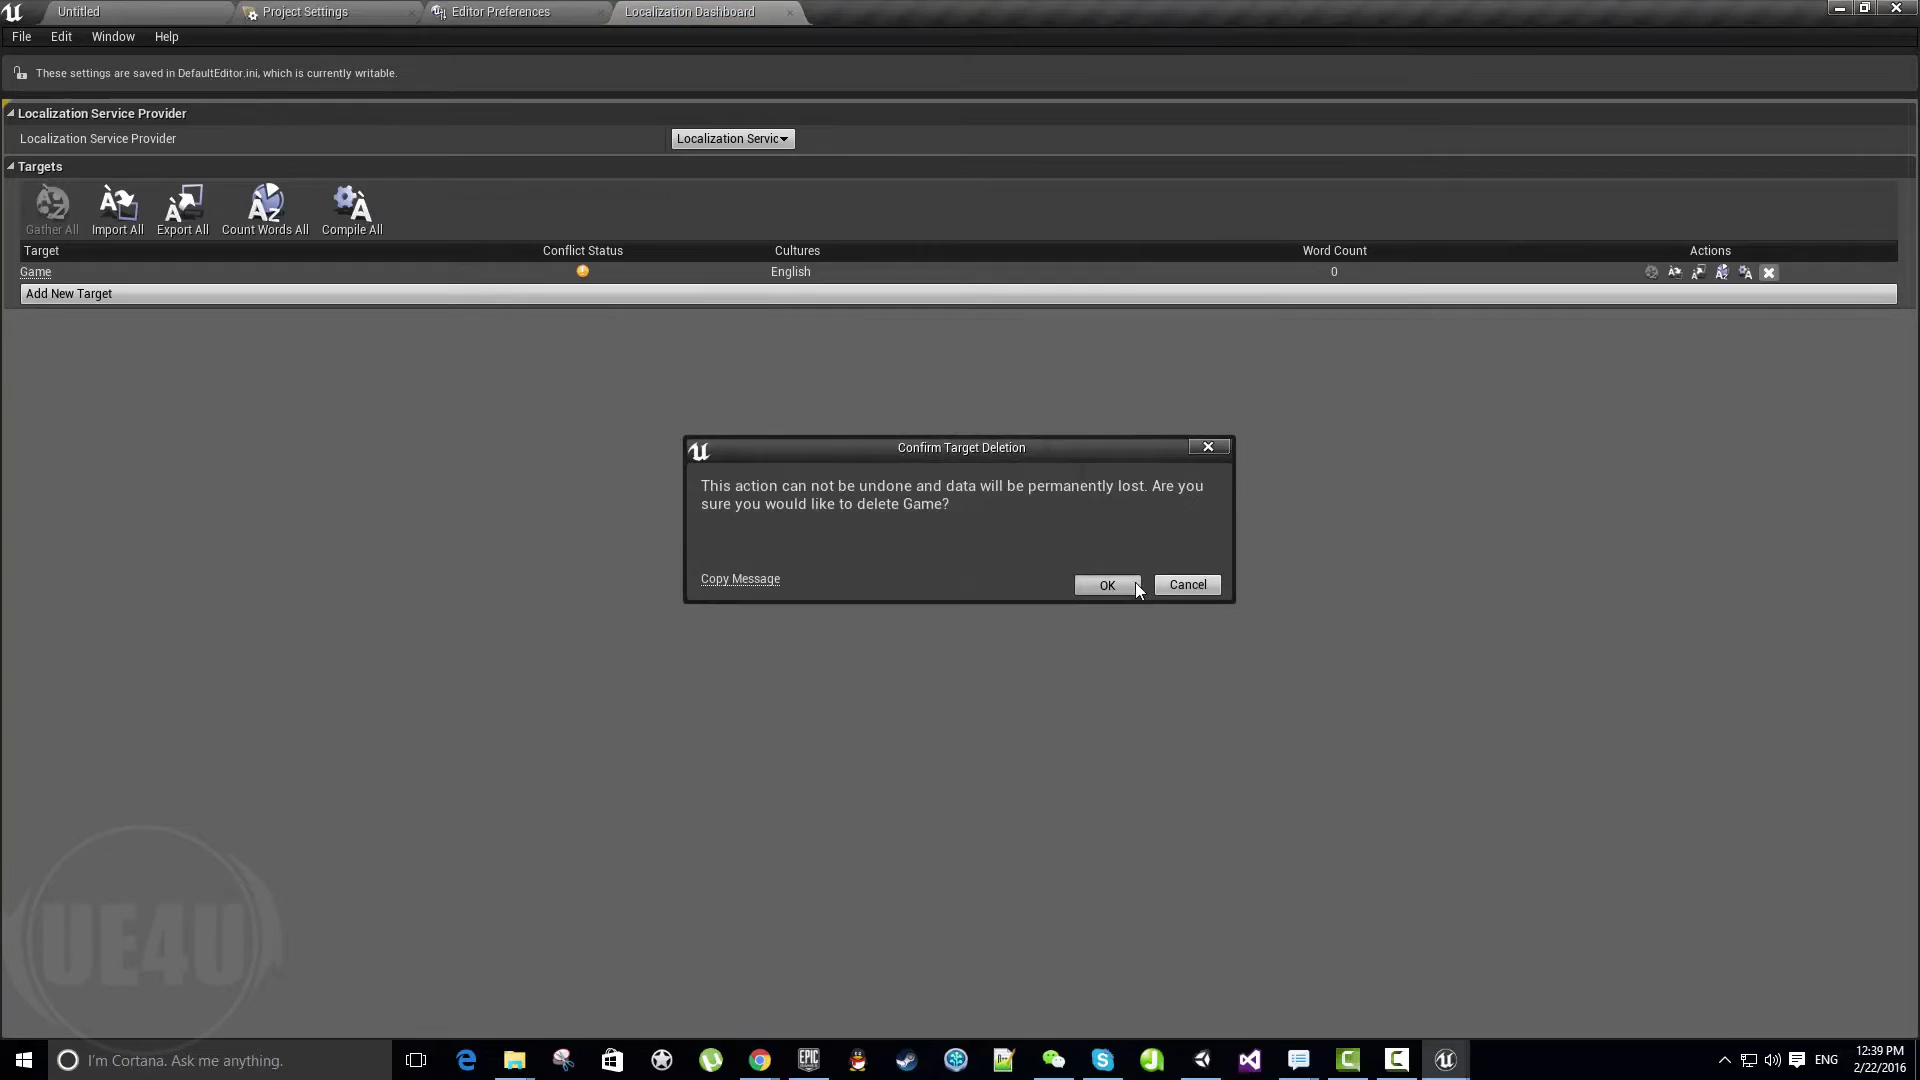 Untitled
Project Settings
Editor Preferences
Localization Dashboard
File Edit Window Help
These settings are saved in DefaultEditor.ini, which is currently writable.
Localization Service Provider
Localization Service Provider
Localization Servic
Targets
Gather All Import All Export All Count Words All Compile All
Target Conflict Status Cultures Word Count Actions
Game English 0
Add New Target
Confirm Target Deletion
This action can not be undone and data will be permanently lost. Are you
sure you would like to delete Game?
Copy Message
OK
Cancel
UE4U
I'm Cortana. Ask me anything.
EPIC
ENG
12:39 PM
2/22/2016